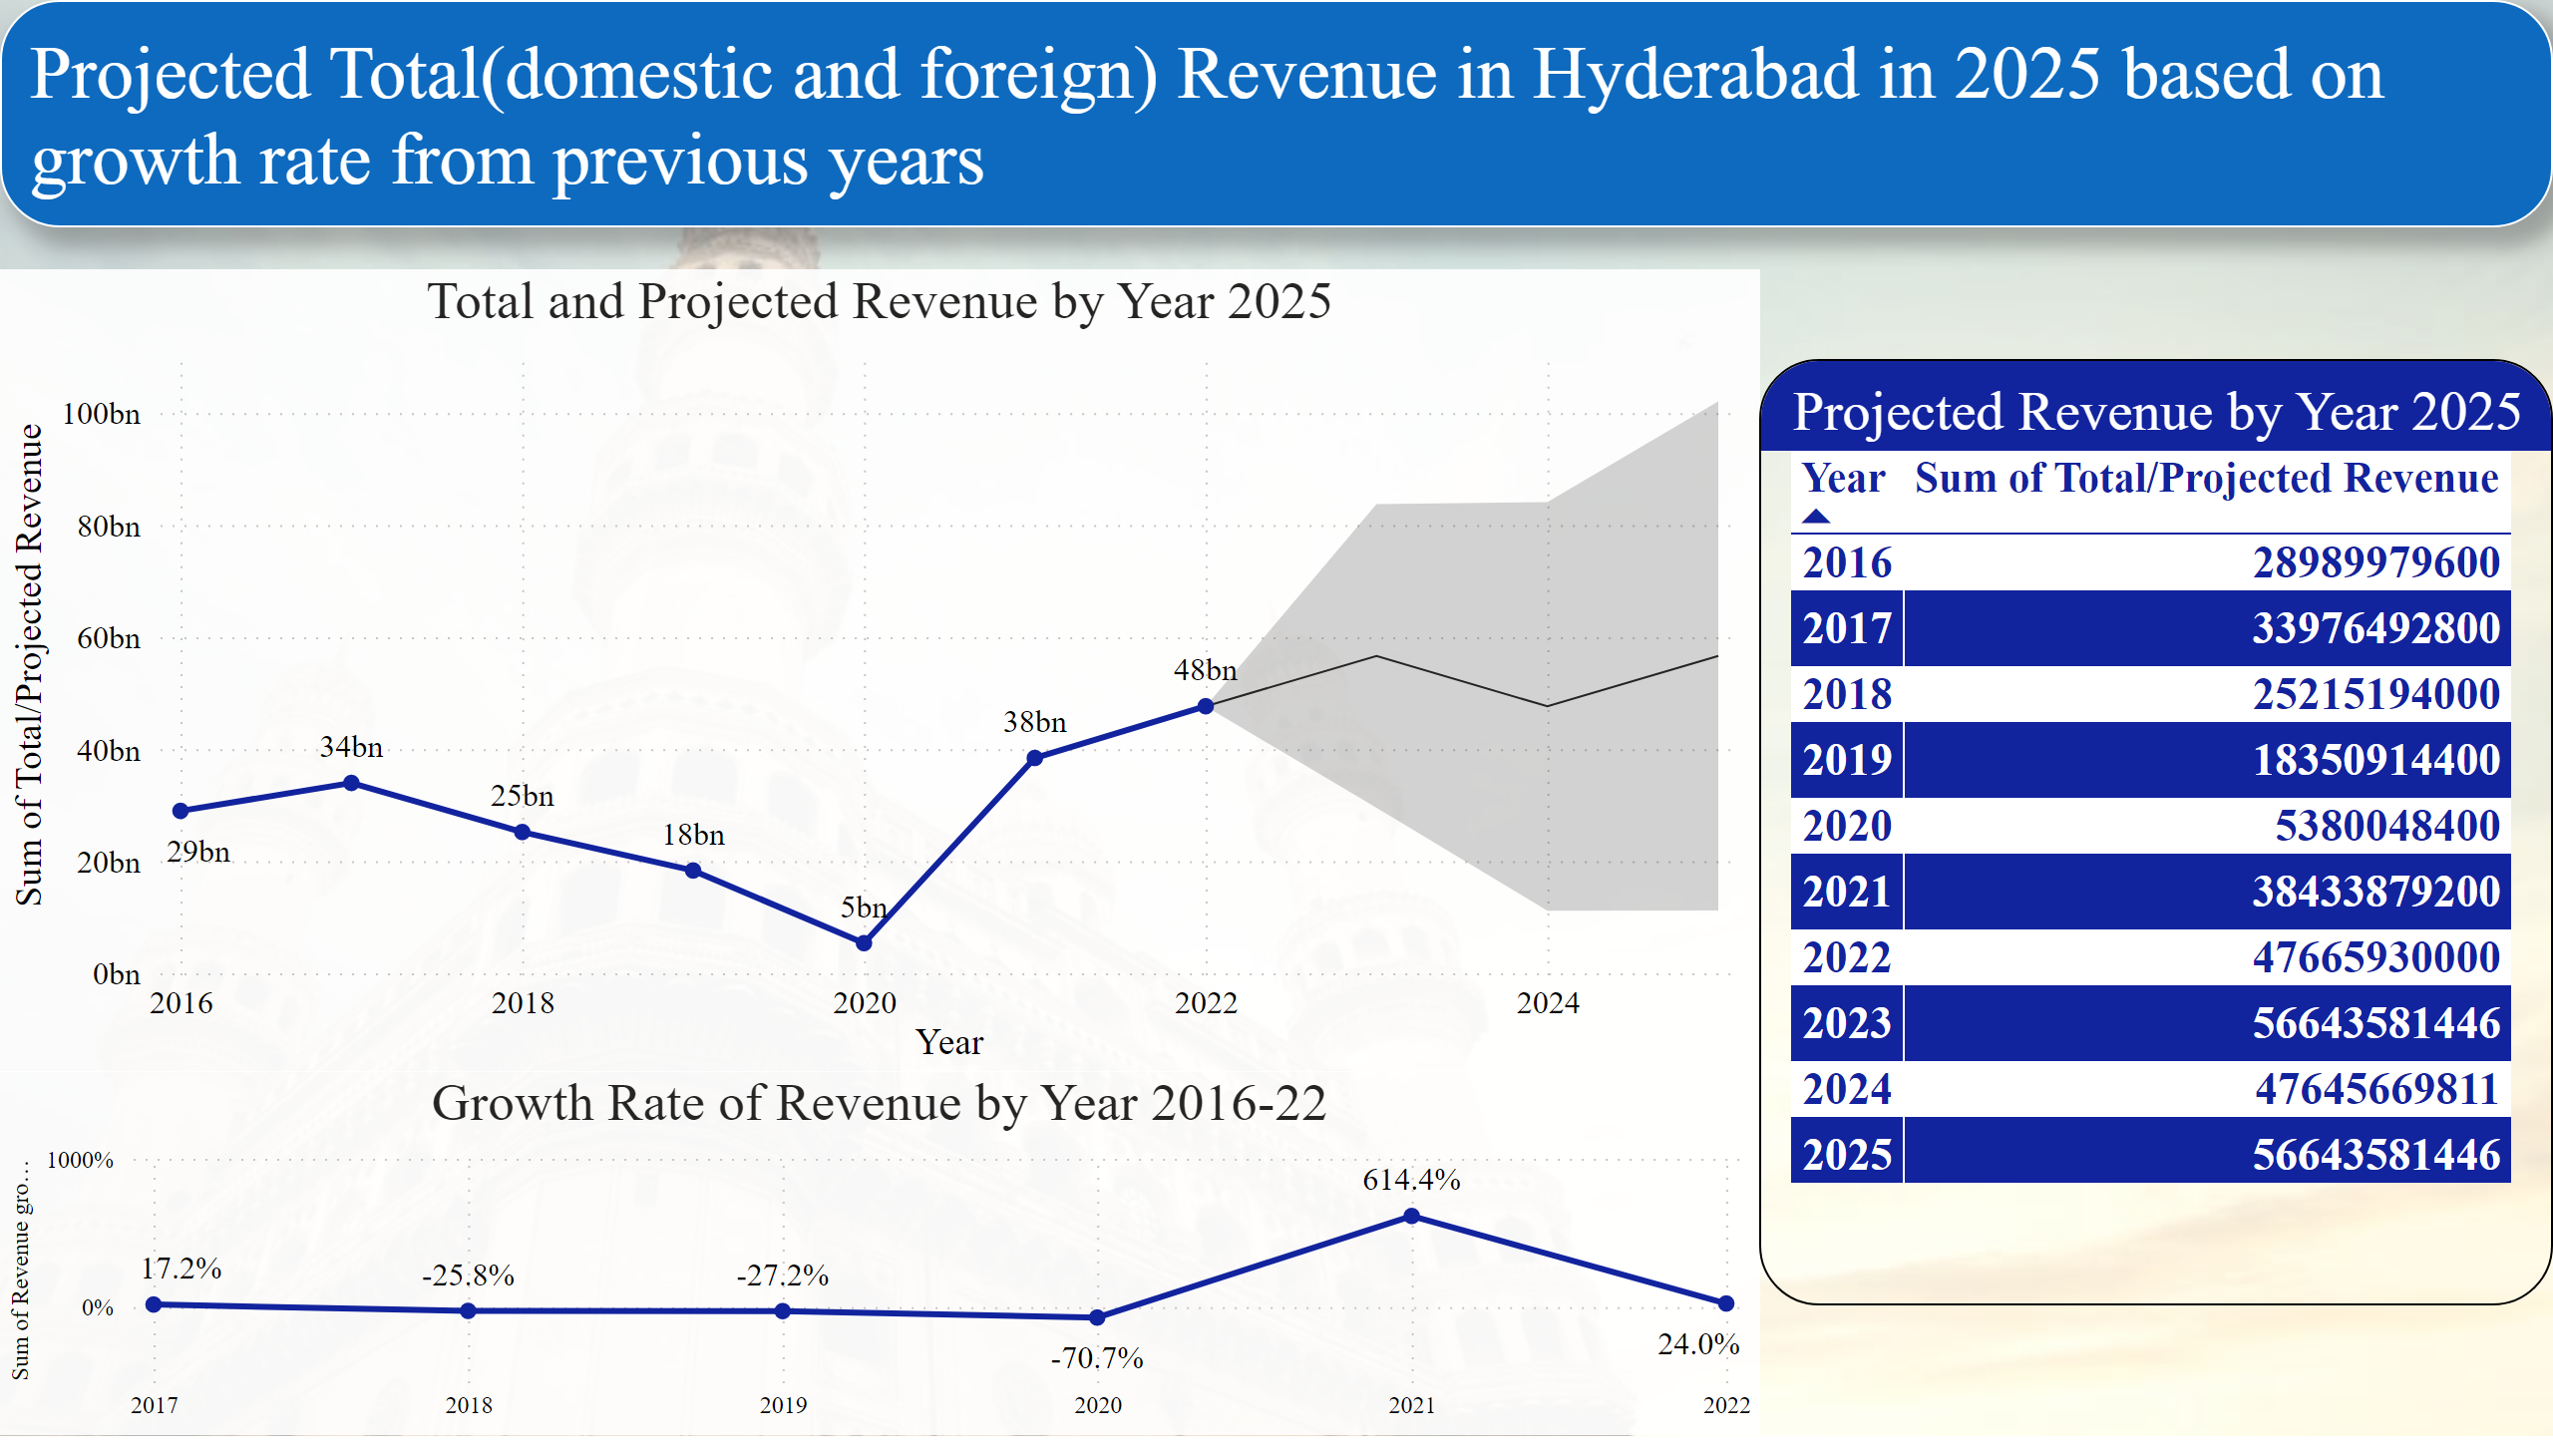 Projected Total(domestic and foreign) Revenue in Hyderabad in 2025 based on
growth rate from previous years
Total and Projected Revenue by Year 2025
Sum of Total/Projected Revenue
100bn
80bn
60bn
40bn
20bn
0bn
29bn
34bn
25bn
18bn
5bn
38bn
48bn
2016
2018
2020
2022
2024
Year
Growth Rate of Revenue by Year 2016-22
Sum of Revenue gro...
1000%
0%
17.2%
-25.8%
-27.2%
-70.7%
614.4%
24.0%
2017
2018
2019
2020
2021
2022
Projected Revenue by Year 2025
Year Sum of Total/Projected Revenue
2016 28989979600
2017 33976492800
2018 25215194000
2019 18350914400
2020 5380048400
2021 38433879200
2022 47665930000
2023 56643581446
2024 47645669811
2025 56643581446